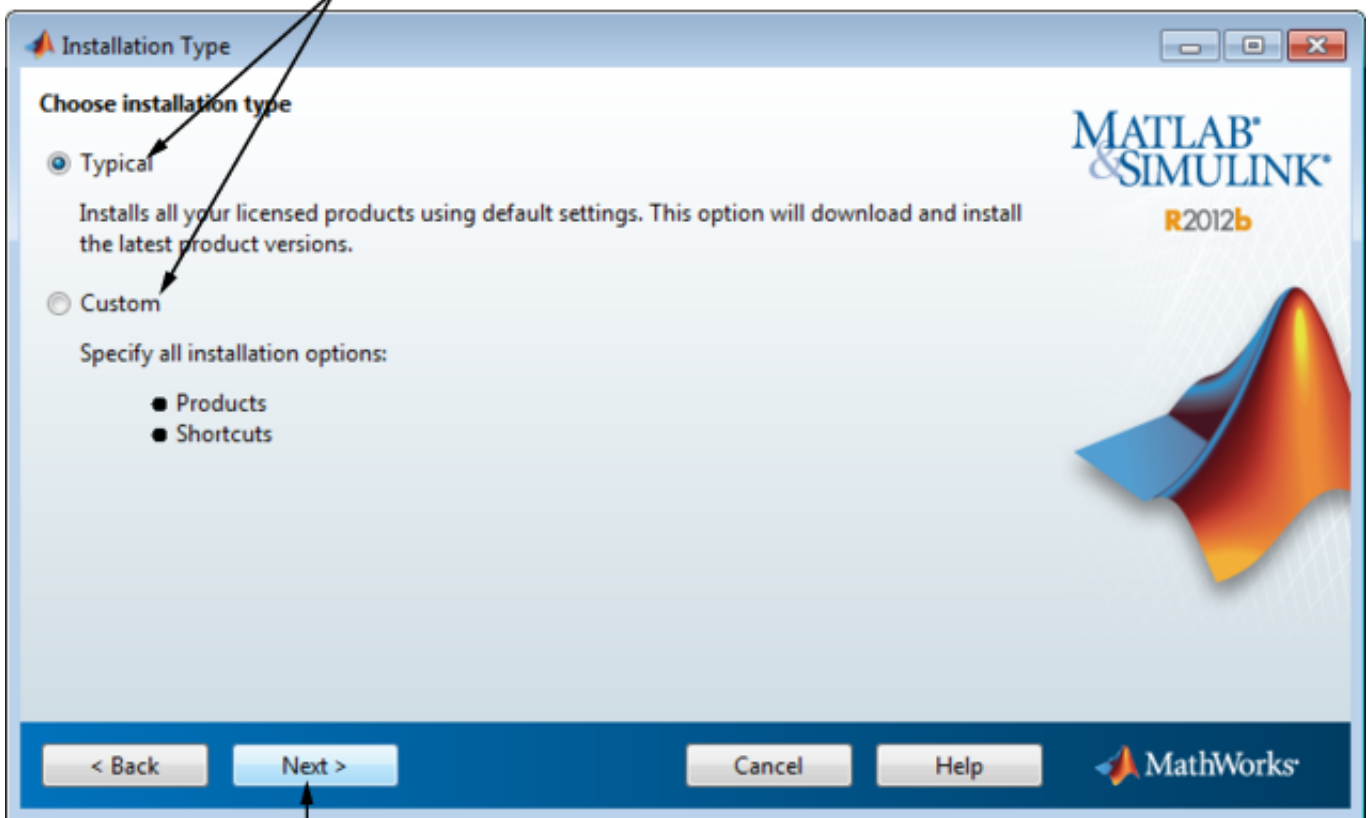 Installation Type
Choose installation type
Typical
Installs all your licensed products using default settings. This option will download and install
the latest product versions.
Custom
Specify all installation options:
● Products
● Shortcuts
MATLAB®
&SIMULINK®
R2012b
< Back
Next >
Cancel
Help
MathWorks®